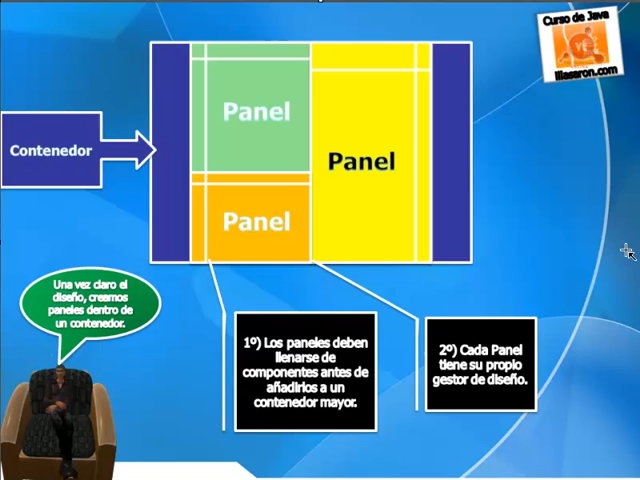 Curso de Java
illasaron.com
Panel
Contenedor
Panel
Panel
Una vez claro el
diseño, creamos
paneles dentro de
un contenedor.
1º) Los paneles deben
llenarse de
componentes antes de
añadirlos a un
contenedor mayor.
2º) Cada Panel
tiene su propio
gestor de diseño.